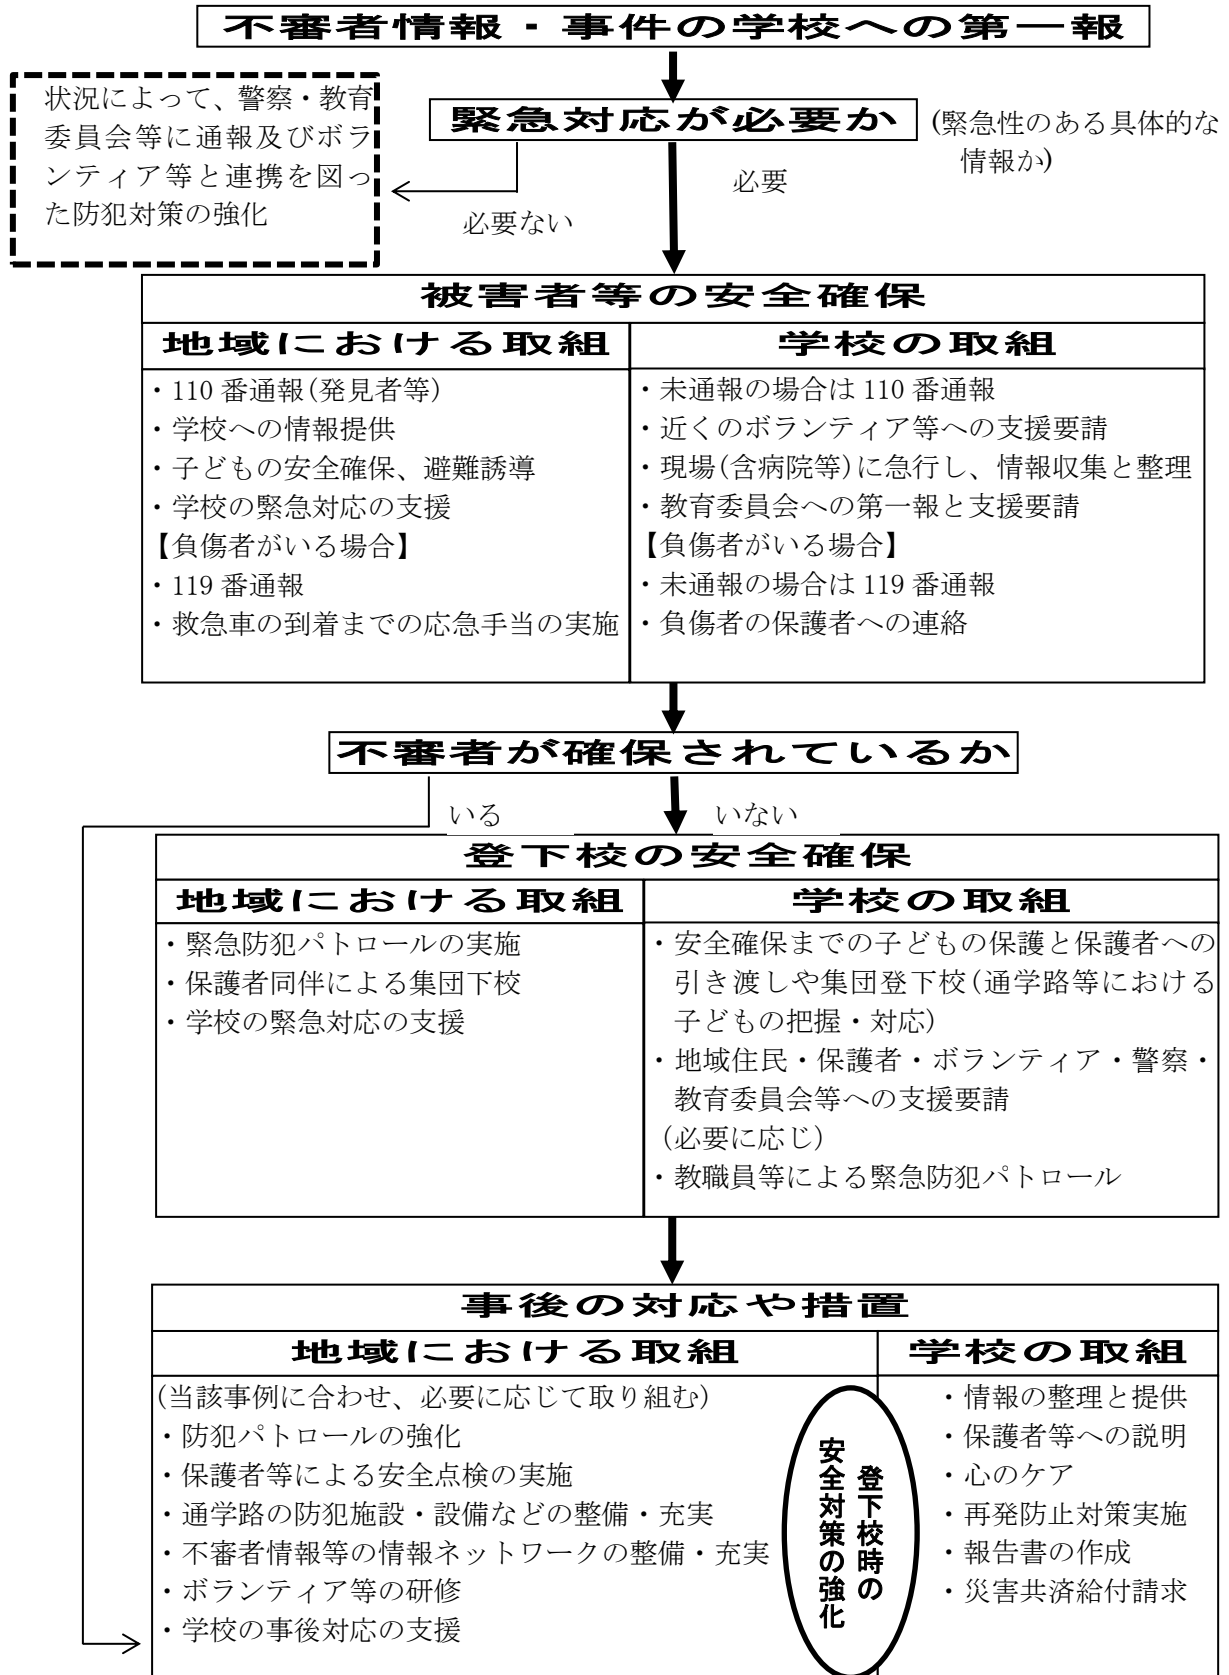 不審者情報・事件の学校への第一報
状況によって、警察・教育
委員会等に通報及びボラ
ンティア等と連携を図っ
た防犯対策の強化
緊急対応が必要か
(緊急性のある具体的な
情報か)
必要ない
必要
被害者等の安全確保
地域における取組
・110番通報(発見者等)
・学校への情報提供
・子どもの安全確保、避難誘導
・学校の緊急対応の支援
【負傷者がいる場合】
・119番通報
・救急車の到着までの応急手当の実施
学校の取組
・未通報の場合は110番通報
・近くのボランティア等への支援要請
・現場(含病院等)に急行し、情報収集と整理
・教育委員会への第一報と支援要請
【負傷者がいる場合】
・未通報の場合は119番通報
・負傷者の保護者への連絡
不審者が確保されているか
いる
いない
登下校の安全確保
地域における取組
・緊急防犯パトロールの実施
・保護者同伴による集団下校
・学校の緊急対応の支援
学校の取組
・安全確保までの子どもの保護と保護者への
引き渡しや集団登下校(通学路等における
子どもの把握・対応)
・地域住民・保護者・ボランティア・警察・
教育委員会等への支援要請
(必要に応じ)
・教職員等による緊急防犯パトロール
事後の対応や措置
地域における取組
(当該事例に合わせ、必要に応じて取り組む)
・防犯パトロールの強化
・保護者等による安全点検の実施
・通学路の防犯施設・設備などの整備・充実
・不審者情報等の情報ネットワークの整備・充実
・ボランティア等の研修
・学校の事後対応の支援
登下校時の
安全対策の強化
学校の取組
・情報の整理と提供
・保護者等への説明
・心のケア
・再発防止対策実施
・報告書の作成
・災害共済給付請求